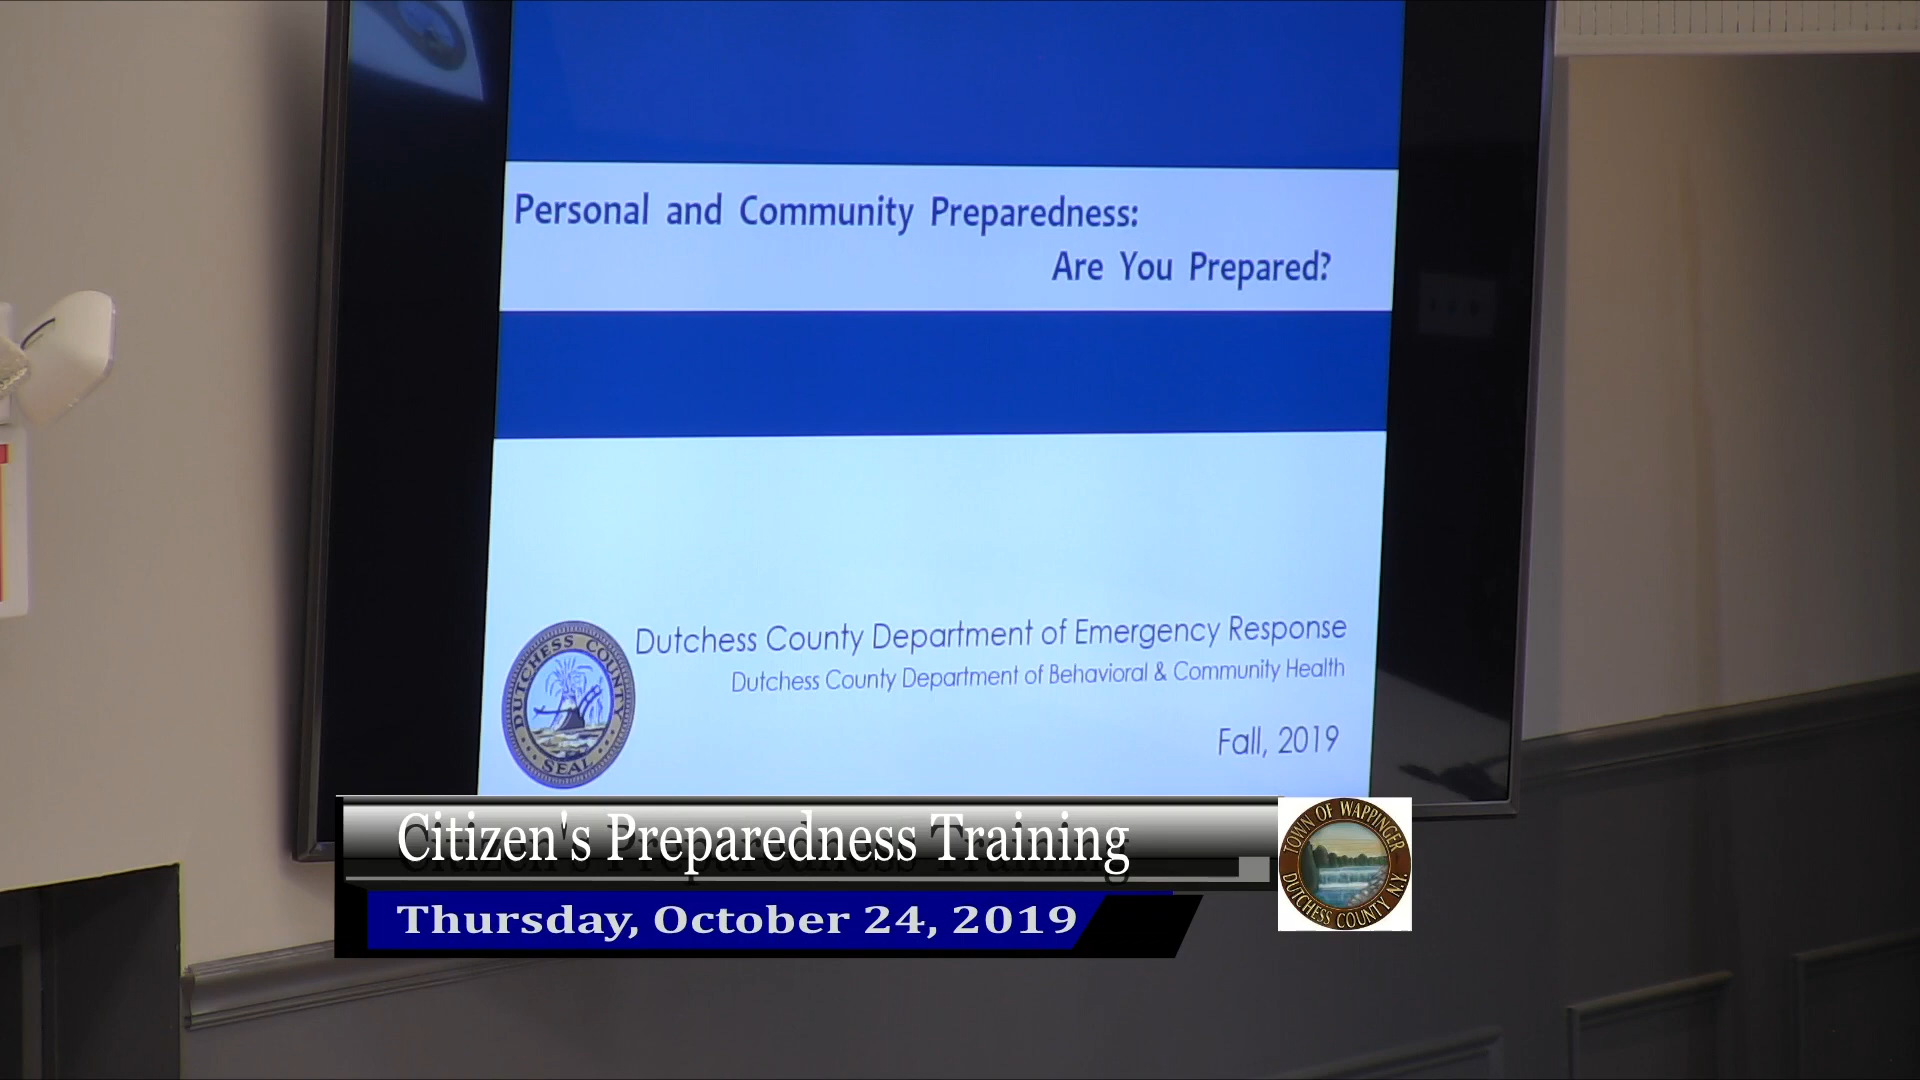 Personal and Community Preparedness:
Are You Prepared?
Dutchess County Department of Emergency Response
Dutchess County Department of Behavioral & Community Health
Fall, 2019
DUTCHESS COUNTY
SEAL
Citizen's Preparedness Training
Thursday, October 24, 2019
TOWN OF WAPPINGER
DUTCHESS COUNTY N.Y.